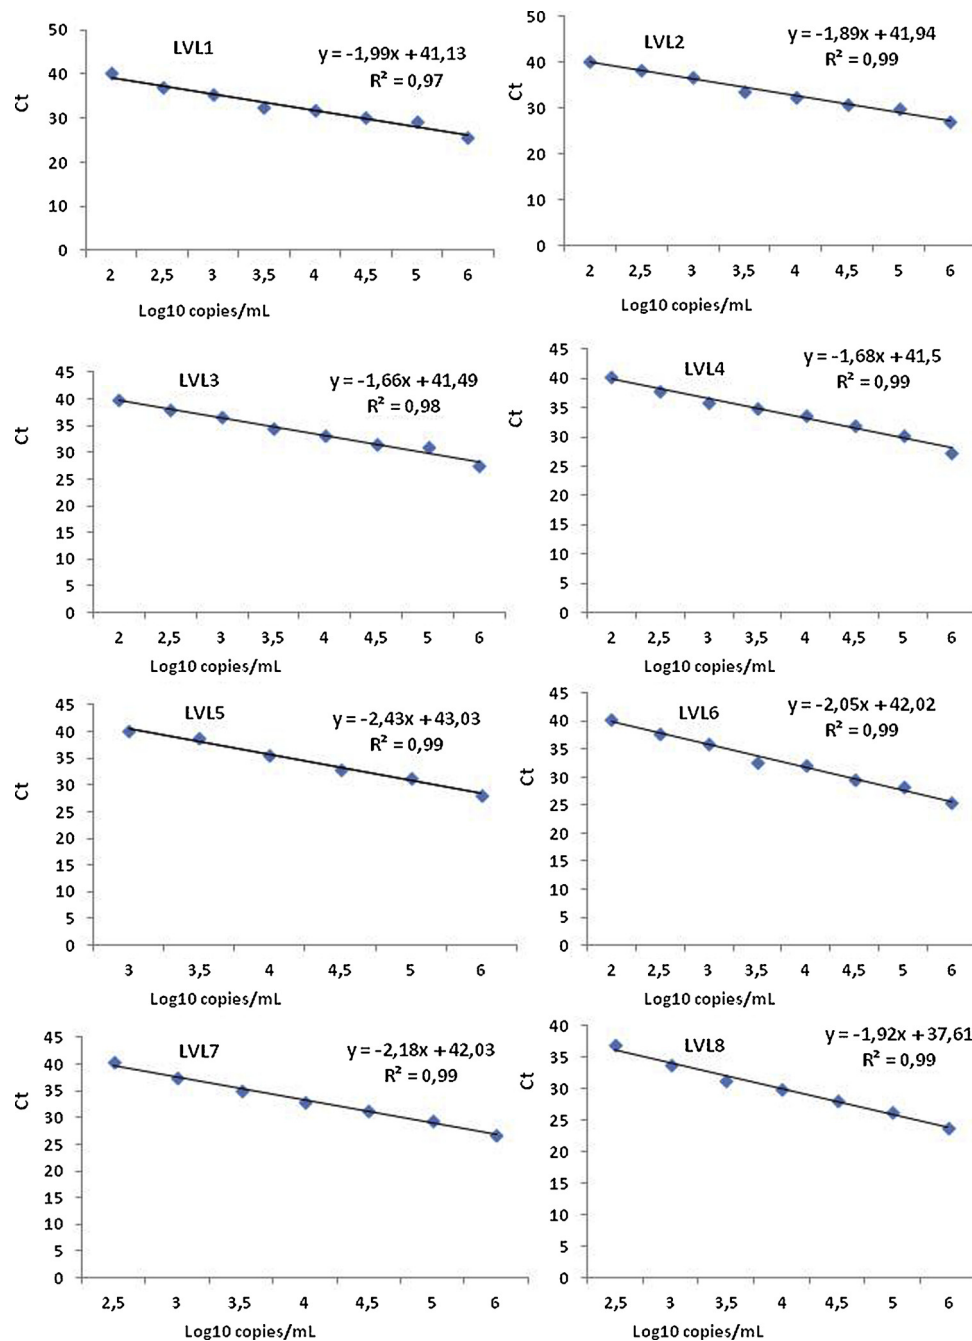 LVL1
y = -1,99x + 41,13
R² = 0,97
Ct
50
40
30
20
10
0
2 2,5 3 3,5 4 4,5 5 6
Log10 copies/mL
LVL2
y = -1,89x + 41,94
R² = 0,99
Ct
50
40
30
20
10
0
2 2,5 3 3,5 4 4,5 5 6
Log10 copies/mL
LVL3
y = -1,66x + 41,49
R² = 0,98
Ct
45
40
35
30
25
20
15
10
5
0
2 2,5 3 3,5 4 4,5 5 6
Log10 copies/mL
LVL4
y = -1,68x + 41,5
R² = 0,99
Ct
45
40
35
30
25
20
15
10
5
0
2 2,5 3 3,5 4 4,5 5 6
Log10 copies/mL
LVL5
y = -2,43x + 43,03
R² = 0,99
Ct
45
40
35
30
25
20
15
10
5
0
3 3,5 4 4,5 5 6
Log10 copies/mL
LVL6
y = -2,05x + 42,02
R² = 0,99
Ct
45
40
35
30
25
20
15
10
5
0
2 2,5 3 3,5 4 4,5 5 6
Log10 copies/mL
LVL7
y = -2,18x + 42,03
R² = 0,99
Ct
45
40
35
30
25
20
15
10
5
0
2,5 3 3,5 4 4,5 5 6
Log10 copies/mL
LVL8
y = -1,92x + 37,61
R² = 0,99
Ct
40
35
30
25
20
15
10
5
0
2,5 3 3,5 4 4,5 5 6
Log10 copies/mL